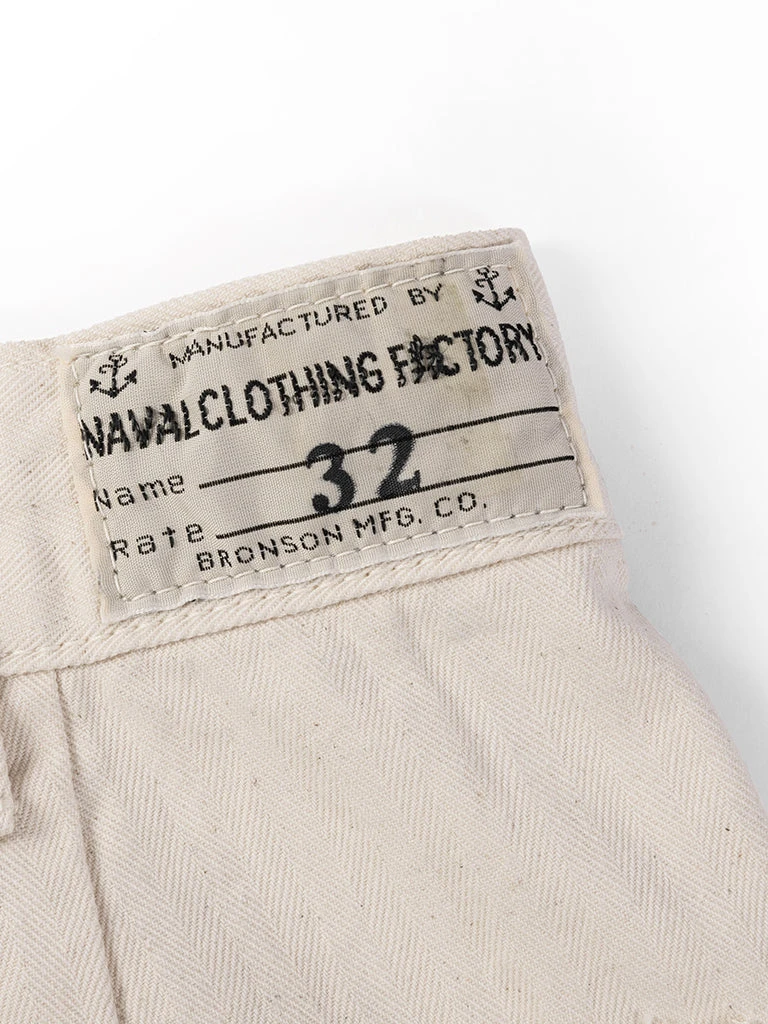 MANUFACTURED BY
NAVAL CLOTHING FACTORY
Name
32
Rate
BRONSON MFG. CO.